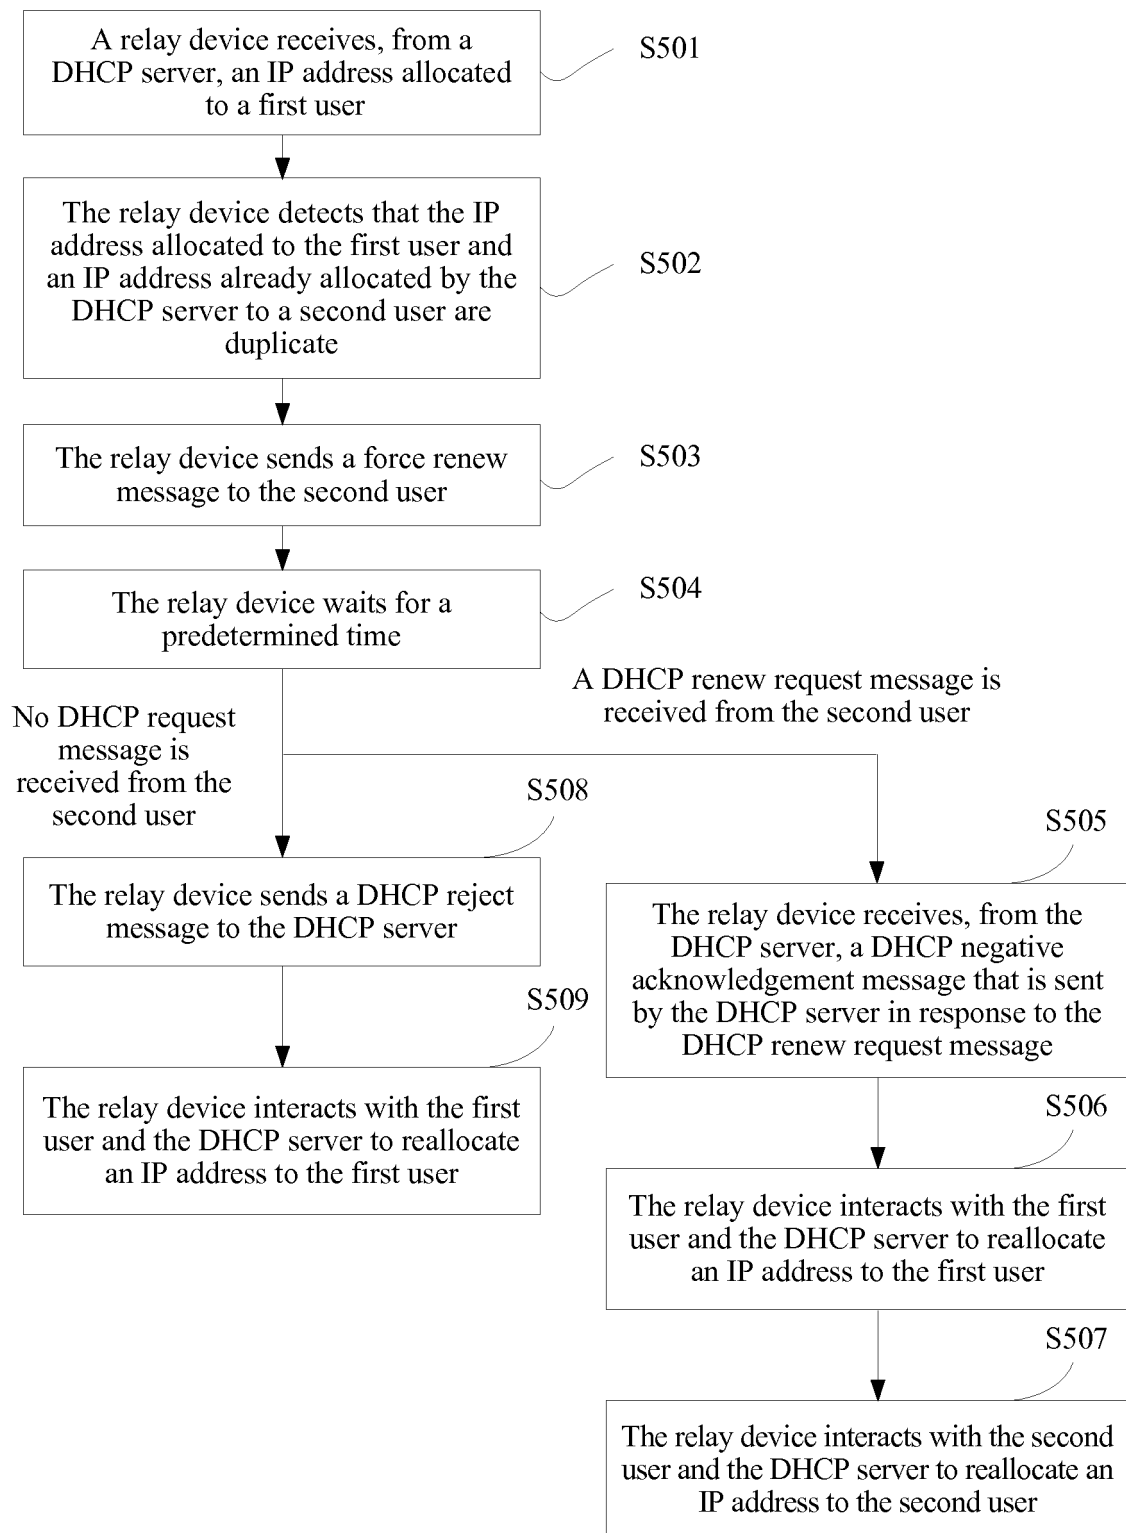 A relay device receives, from a
DHCP server, an IP address allocated
to a first user
S501
The relay device detects that the IP
address allocated to the first user and
an IP address already allocated by the
DHCP server to a second user are
duplicate
S502
The relay device sends a force renew
message to the second user
S503
The relay device waits for a
predetermined time
S504
No DHCP request
message is
received from the
second user
A DHCP renew request message is
received from the second user
S508
The relay device sends a DHCP reject
message to the DHCP server
S509
The relay device interacts with the first
user and the DHCP server to reallocate
an IP address to the first user
S505
The relay device receives, from the
DHCP server, a DHCP negative
acknowledgement message that is sent
by the DHCP server in response to the
DHCP renew request message
S506
The relay device interacts with the first
user and the DHCP server to reallocate
an IP address to the first user
S507
The relay device interacts with the second
user and the DHCP server to reallocate an
IP address to the second user